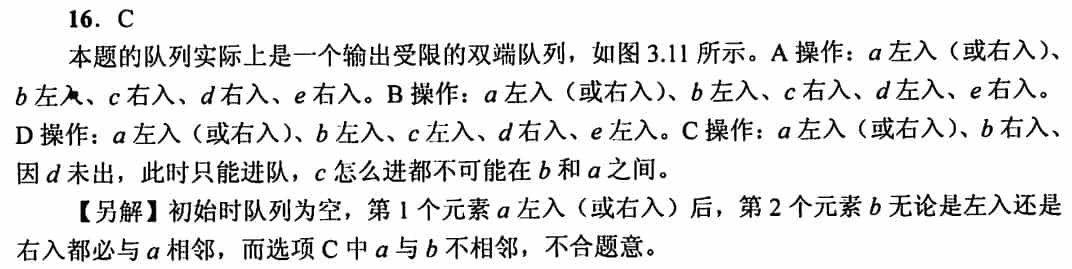 16．C
本题的队列实际上是一个输出受限的双端队列，如图 3.11 所示。A 操作：a 左入（或右入）、
b 左入、c 右入、d 右入、e 右入。B 操作：a 左入（或右入）、b 左入、c 右入、d 左入、e 右入。
D 操作：a 左入（或右入）、b 左入、c 左入、d 右入、e 左入。C 操作：a 左入（或右入）、b 右入、
因 d 未出，此时只能进队，c 怎么进都不可能在 b 和 a 之间。
【另解】初始时队列为空，第 1 个元素 a 左入（或右入）后，第 2 个元素 b 无论是左入还是
右入都必与 a 相邻，而选项 C 中 a 与 b 不相邻，不合题意。